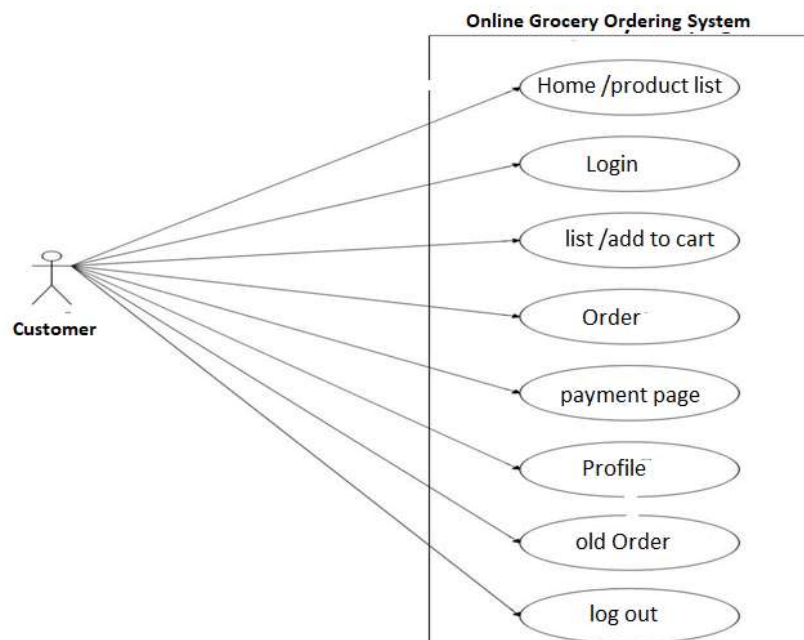 Online Grocery Ordering System
Home /product list
Login
list /add to cart
Order
payment page
Profile
old Order
log out
Customer